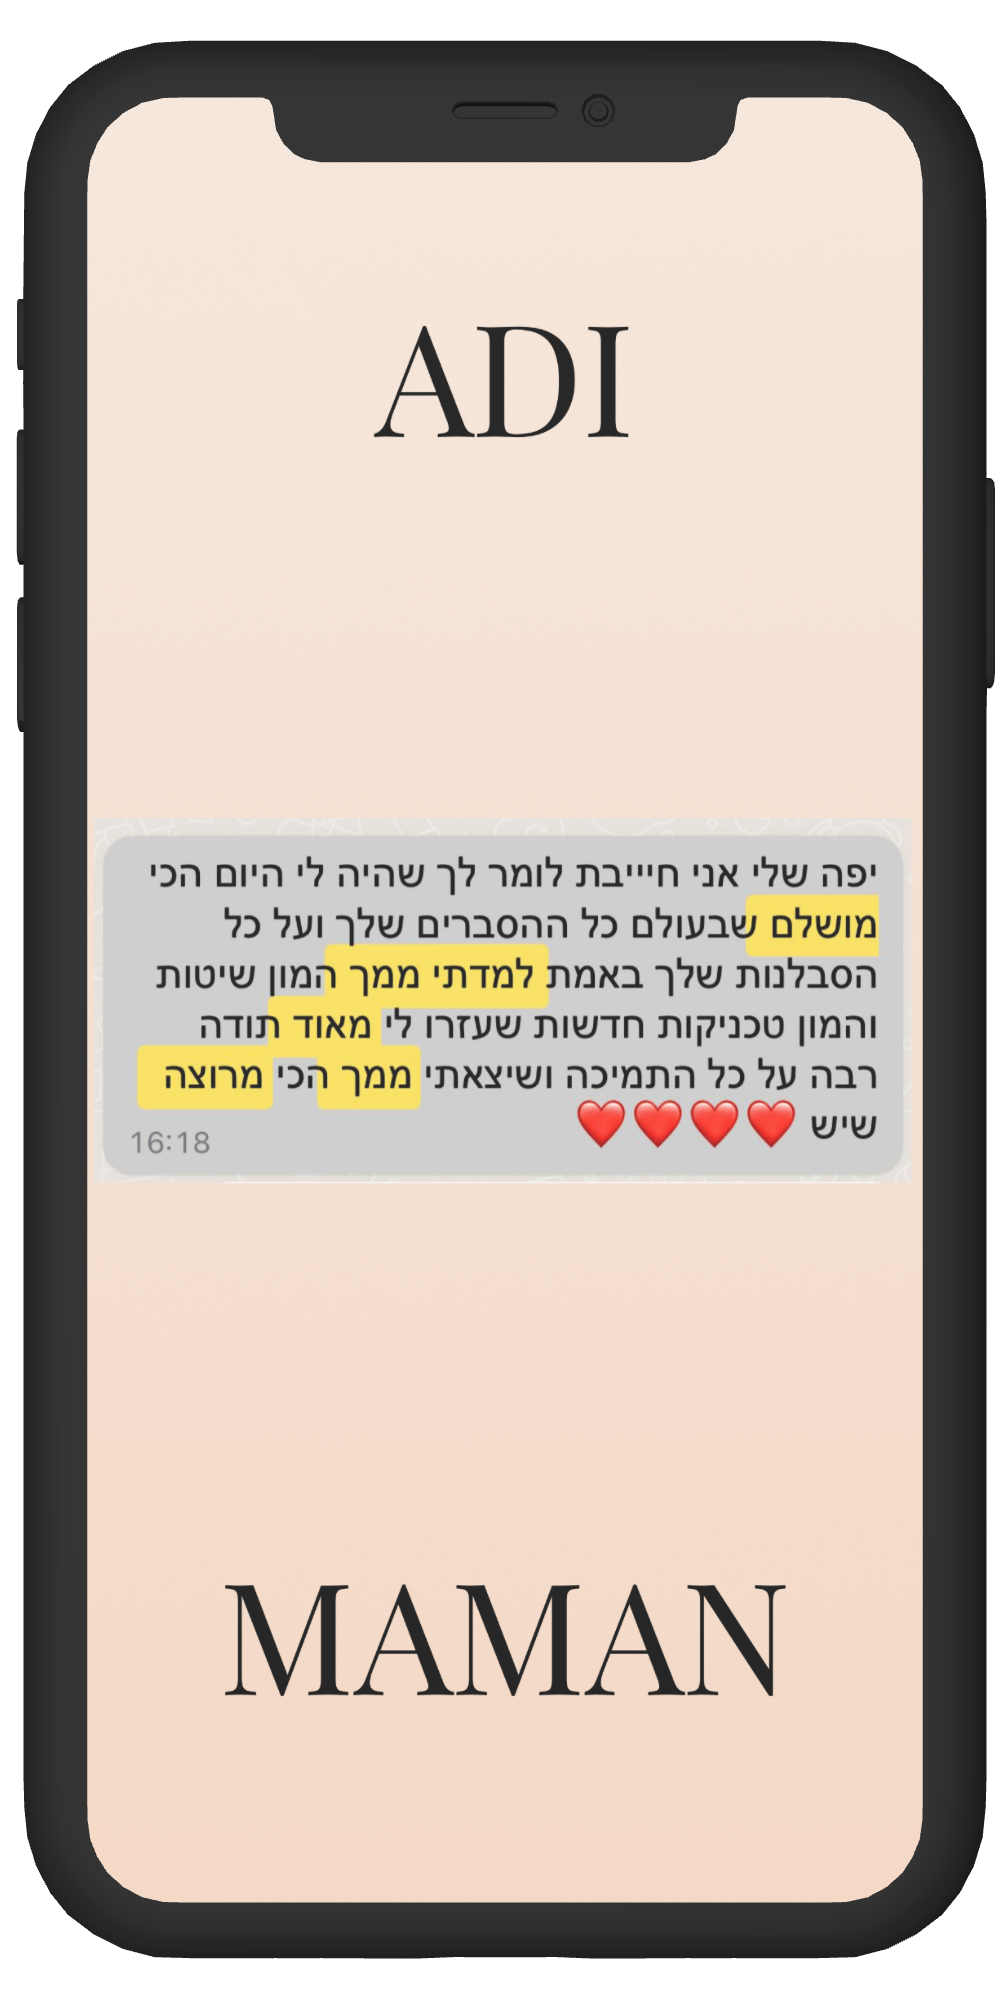 ADI
יפה שלי אני חיייבת לומר לך שהיה לי היום הכי
מושלם שבעולם כל ההסברים שלך ועל כל
הסבלנות שלך באמת למדתי ממך המון שיטות
והמון טכניקות חדשות שעזרו לי מאוד תודה
רבה על כל התמיכה ושיצאתי ממך הכי מרוצה
שיש ❤️❤️❤️❤️
16:18
MAMAN